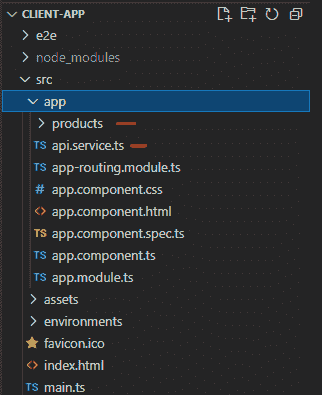 CLIENT-APP
e2e
node_modules
src
app
products
TS api.service.ts
TS app-routing.module.ts
# app.component.css
<> app.component.html
TS app.component.spec.ts
TS app.component.ts
TS app.module.ts
assets
environments
favicon.ico
<> index.html
TS main.ts